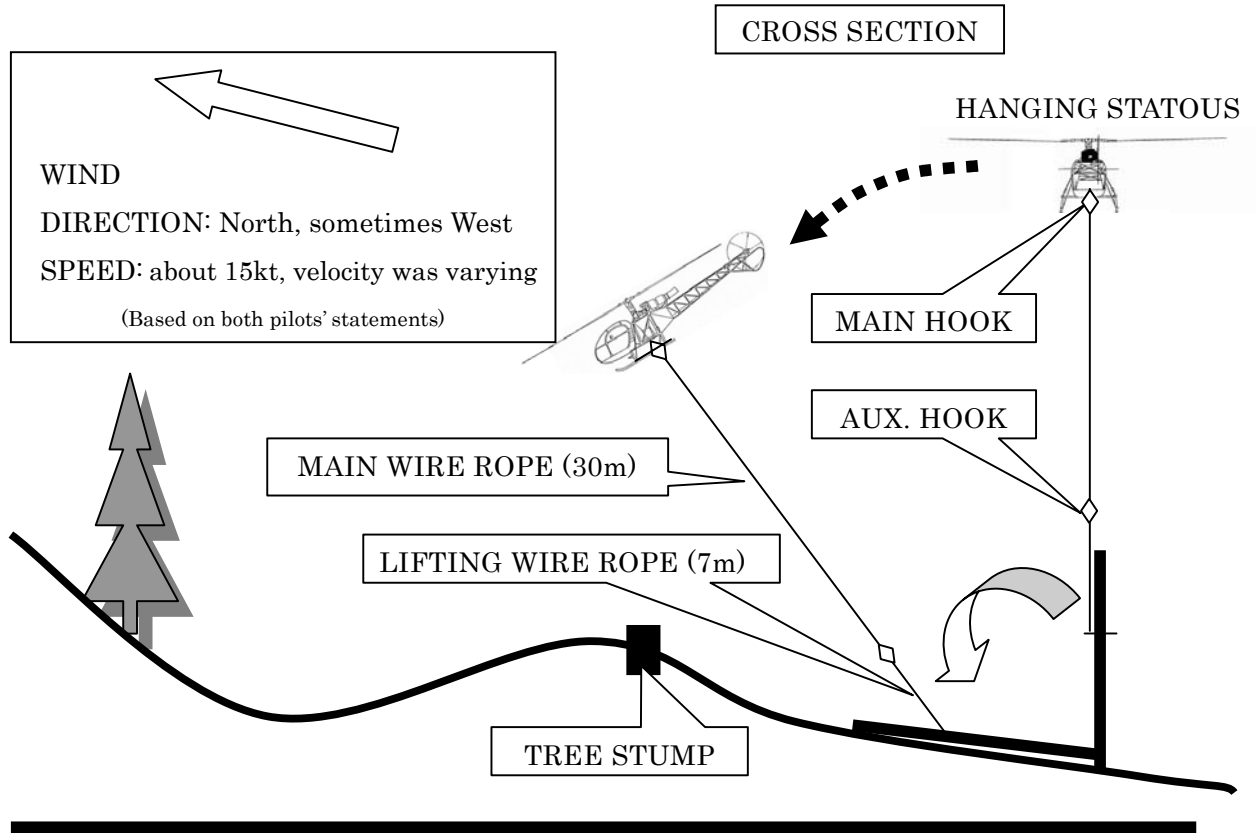 CROSS SECTION
HANGING STATOUS
WIND
DIRECTION: North, sometimes West
SPEED: about 15kt, velocity was varying
(Based on both pilots' statements)
MAIN HOOK
AUX. HOOK
MAIN WIRE ROPE (30m)
LIFTING WIRE ROPE (7m)
TREE STUMP